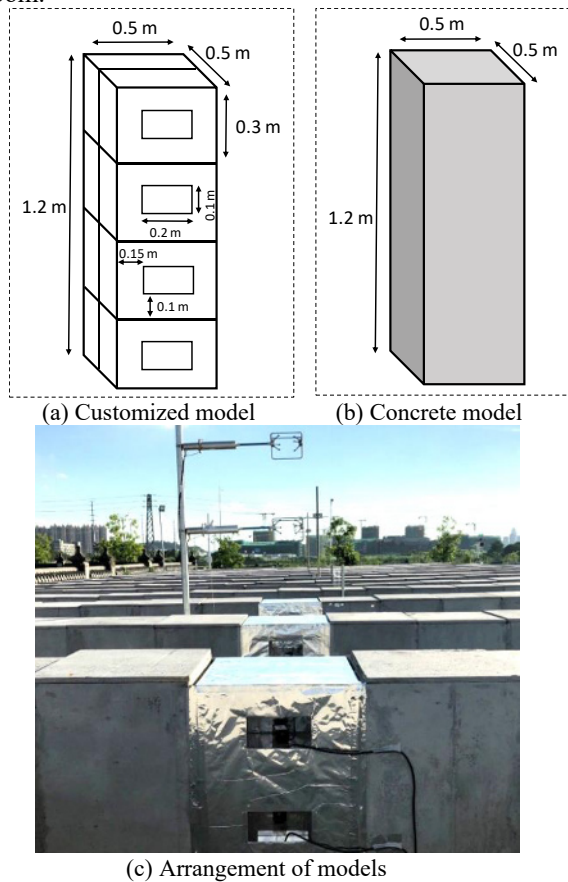 0.5 m
0.5 m
0.3 m
1.2 m
0.1 m
0.2 m
0.15 m
0.1 m
0.5 m
0.5 m
1.2 m
(a) Customized model
(b) Concrete model
(c) Arrangement of models